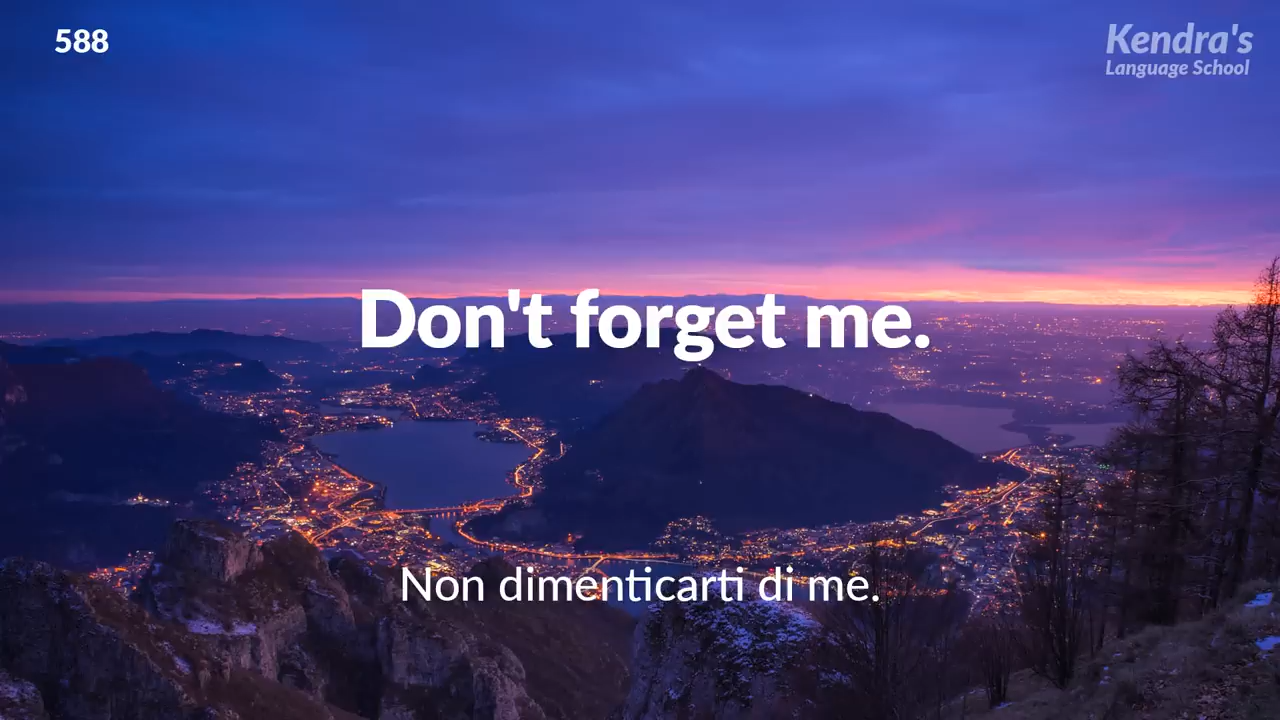 588
Kendra's
Language School
Don't forget me.
Non dimenticarti di me.